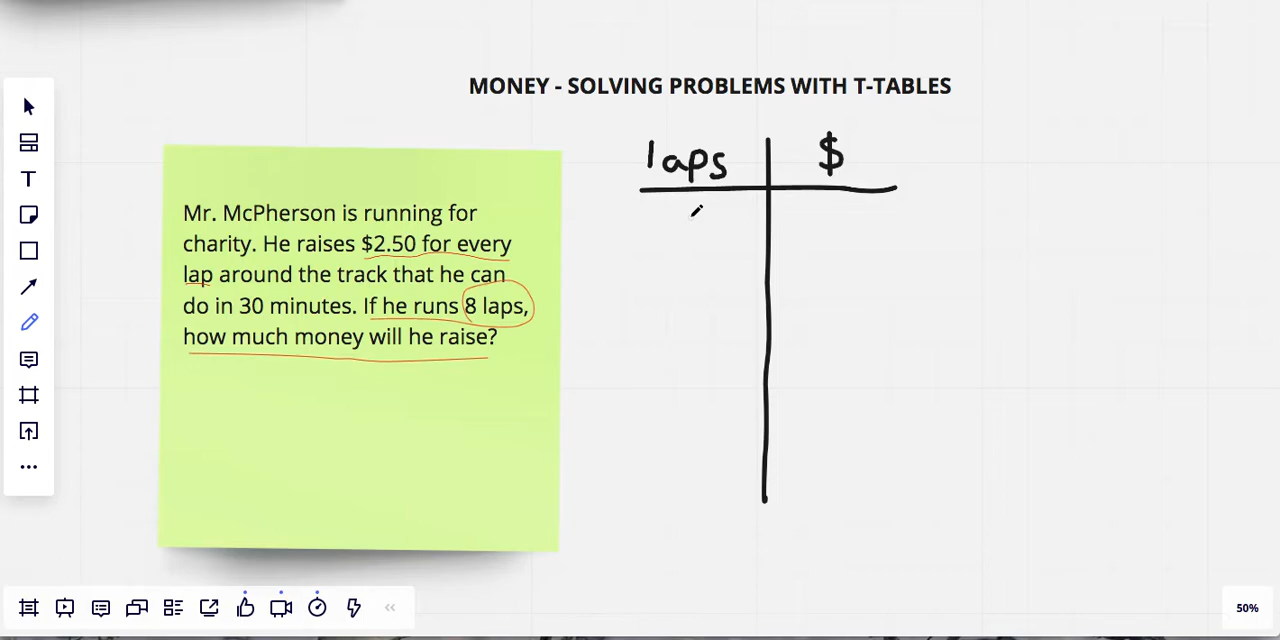 MONEY - SOLVING PROBLEMS WITH T-TABLES
laps $
Mr. McPherson is running for
charity. He raises $2.50 for every
lap around the track that he can
do in 30 minutes. If he runs 8 laps,
how much money will he raise?
T
50%